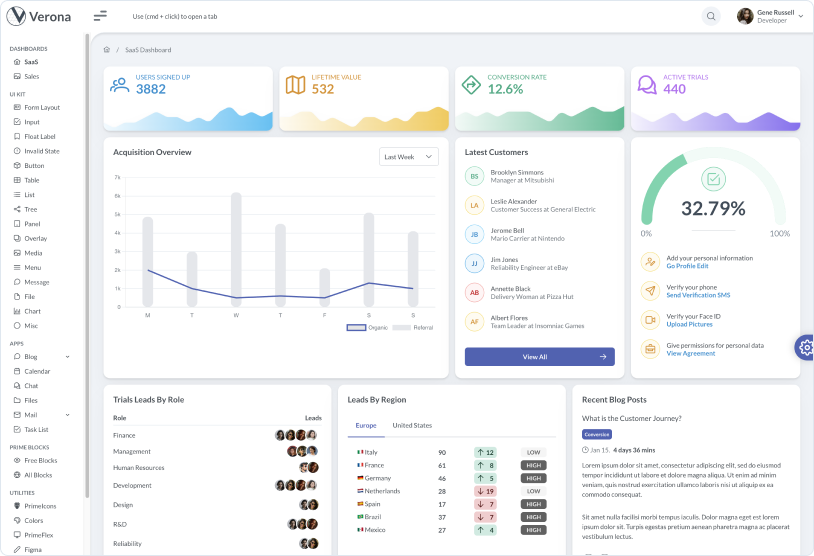 Verona
Use (cmd + click) to open a tab
Gene Russell
Developer
DASHBOARDS
SaaS
Sales
UI KIT
Form Layout
Input
Float Label
Invalid State
Button
Table
List
Tree
Panel
Overlay
Media
Menu
Message
File
Chart
Misc
APPS
Blog
Calendar
Chat
Files
Mail
Task List
PRIME BLOCKS
Free Blocks
All Blocks
UTILITIES
PrimeIcons
Colors
PrimeFlex
Figma
/ SaaS Dashboard
USERS SIGNED UP
3882
LIFETIME VALUE
532
CONVERSION RATE
12.6%
ACTIVE TRIALS
440
Acquisition Overview
Last Week
7k
6k
5k
4k
3k
2k
1k
0
M T W T F S S
Organic Referral
Latest Customers
BS
Brooklyn Simmons
Manager at Mitsubishi
LA
Leslie Alexander
Customer Success at General Electric
JB
Jerome Bell
Mario Carrier at Nintendo
JJ
Jim Jones
Reliability Engineer at eBay
AB
Annette Black
Delivery Woman at Pizza Hut
AF
Albert Flores
Team Leader at Insomniac Games
View All
32.79%
0% 100%
Add your personal information
Go Profile Edit
Verify your phone
Send Verification SMS
Verify your Face ID
Upload Pictures
Give permissions for personal data
View Agreement
Trials Leads By Role
Role Leads
Finance
Management
Human Resources
Development
Design
R&D
Reliability
Leads By Region
Europe United States
Italy 90 12 LOW
France 61 8 HIGH
Germany 46 5 HIGH
Netherlands 28 19 LOW
Spain 17 7 HIGH
Brazil 37 7 HIGH
Mexico 27 4 HIGH
Recent Blog Posts
What is the Customer Journey?
Conversion
Jan 15, 4 days 36 mins
Lorem ipsum dolor sit amet, consectetur adipiscing elit, sed do eiusmod
tempor incididunt ut labore et dolore magna aliqua. Ut enim ad minim
veniam, quis nostrud exercitation ullamco laboris nisi ut aliquip ex ea
commodo consequat.
Sit amet nulla facilisi morbi tempus iaculis. Dolor magna eget est lorem
ipsum dolor sit. Turpis egestas pretium aenean pharetra magna ac placerat
vestibulum lectus.